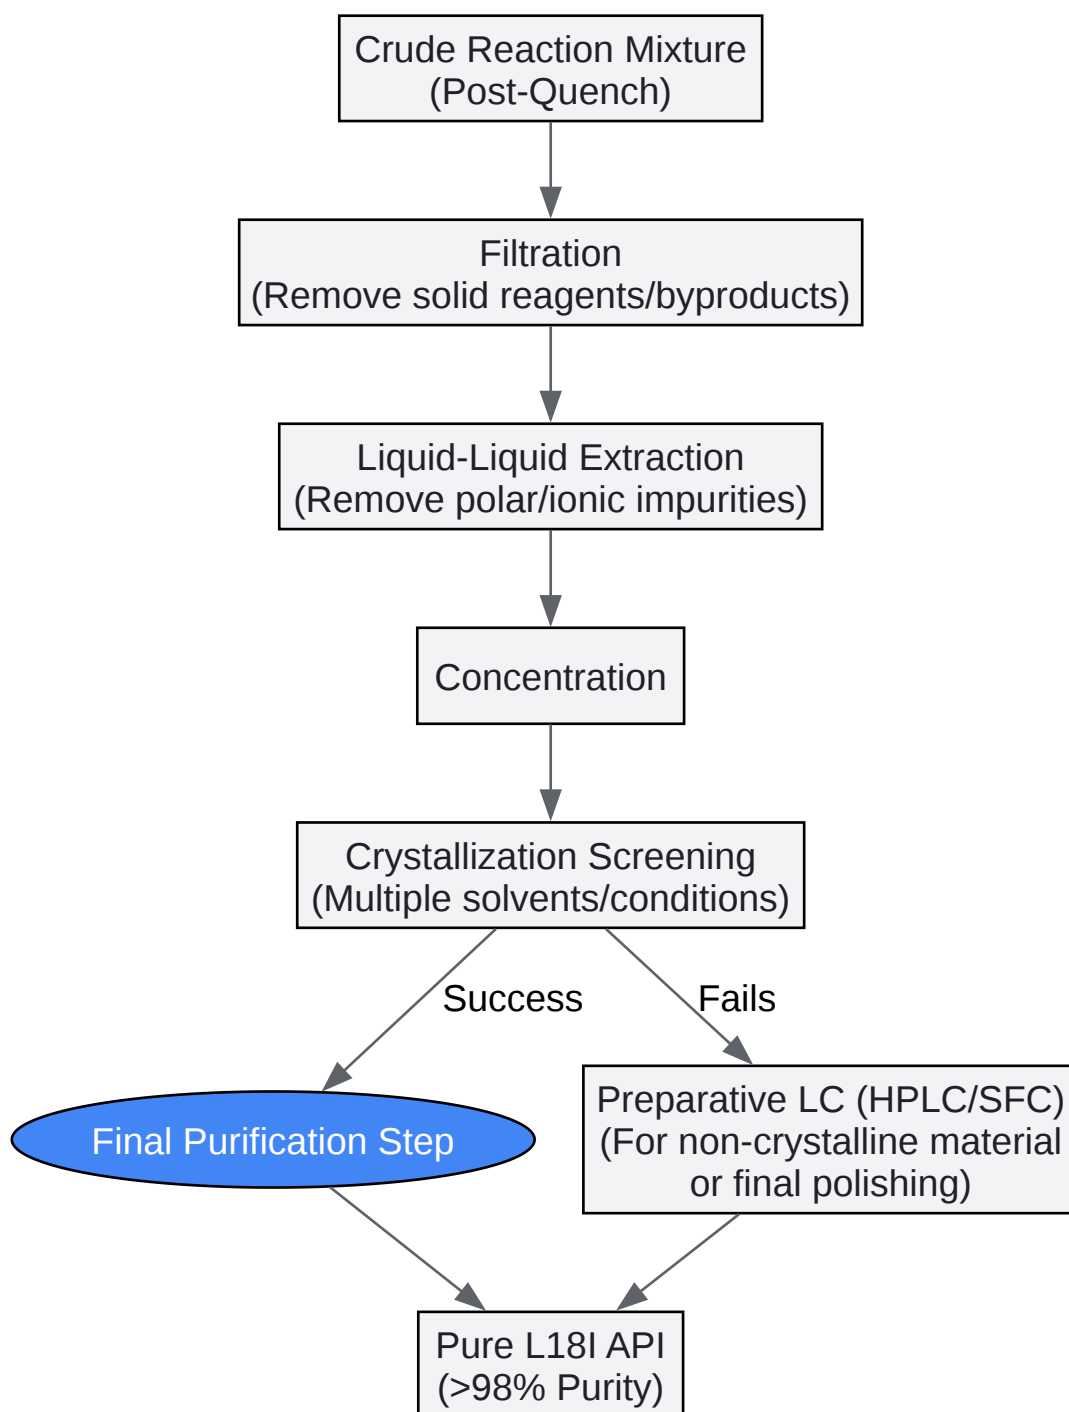 Crude Reaction Mixture
(Post-Quench)
Filtration
(Remove solid reagents/byproducts)
Liquid-Liquid Extraction
(Remove polar/ionic impurities)
Concentration
Crystallization Screening
(Multiple solvents/conditions)
Success
Fails
Final Purification Step
Preparative LC (HPLC/SFC)
(For non-crystalline material
or final polishing)
Pure L18I API
(>98% Purity)